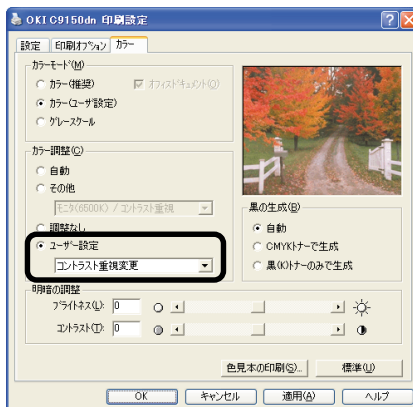 OKI C9150dn 印刷設定
設定 印刷オプション カラー
カラーモード(M)
カラー(推奨) オフィスドキュメント(O)
カラー(ユーザ設定)
グレースケール
カラー調整(C)
自動
その他
モニタ(6500K) / コントラスト重視
調整なし
ユーザー設定
コントラスト重視変更
黒の生成(B)
自動
CMYKトナーで生成
黒(K)トナーのみで生成
明暗の調整
ブライトネス(L): 0
コントラスト(T): 0
色見本の印刷(S)... 標準(U)
OK キャンセル 適用(A) ヘルプ